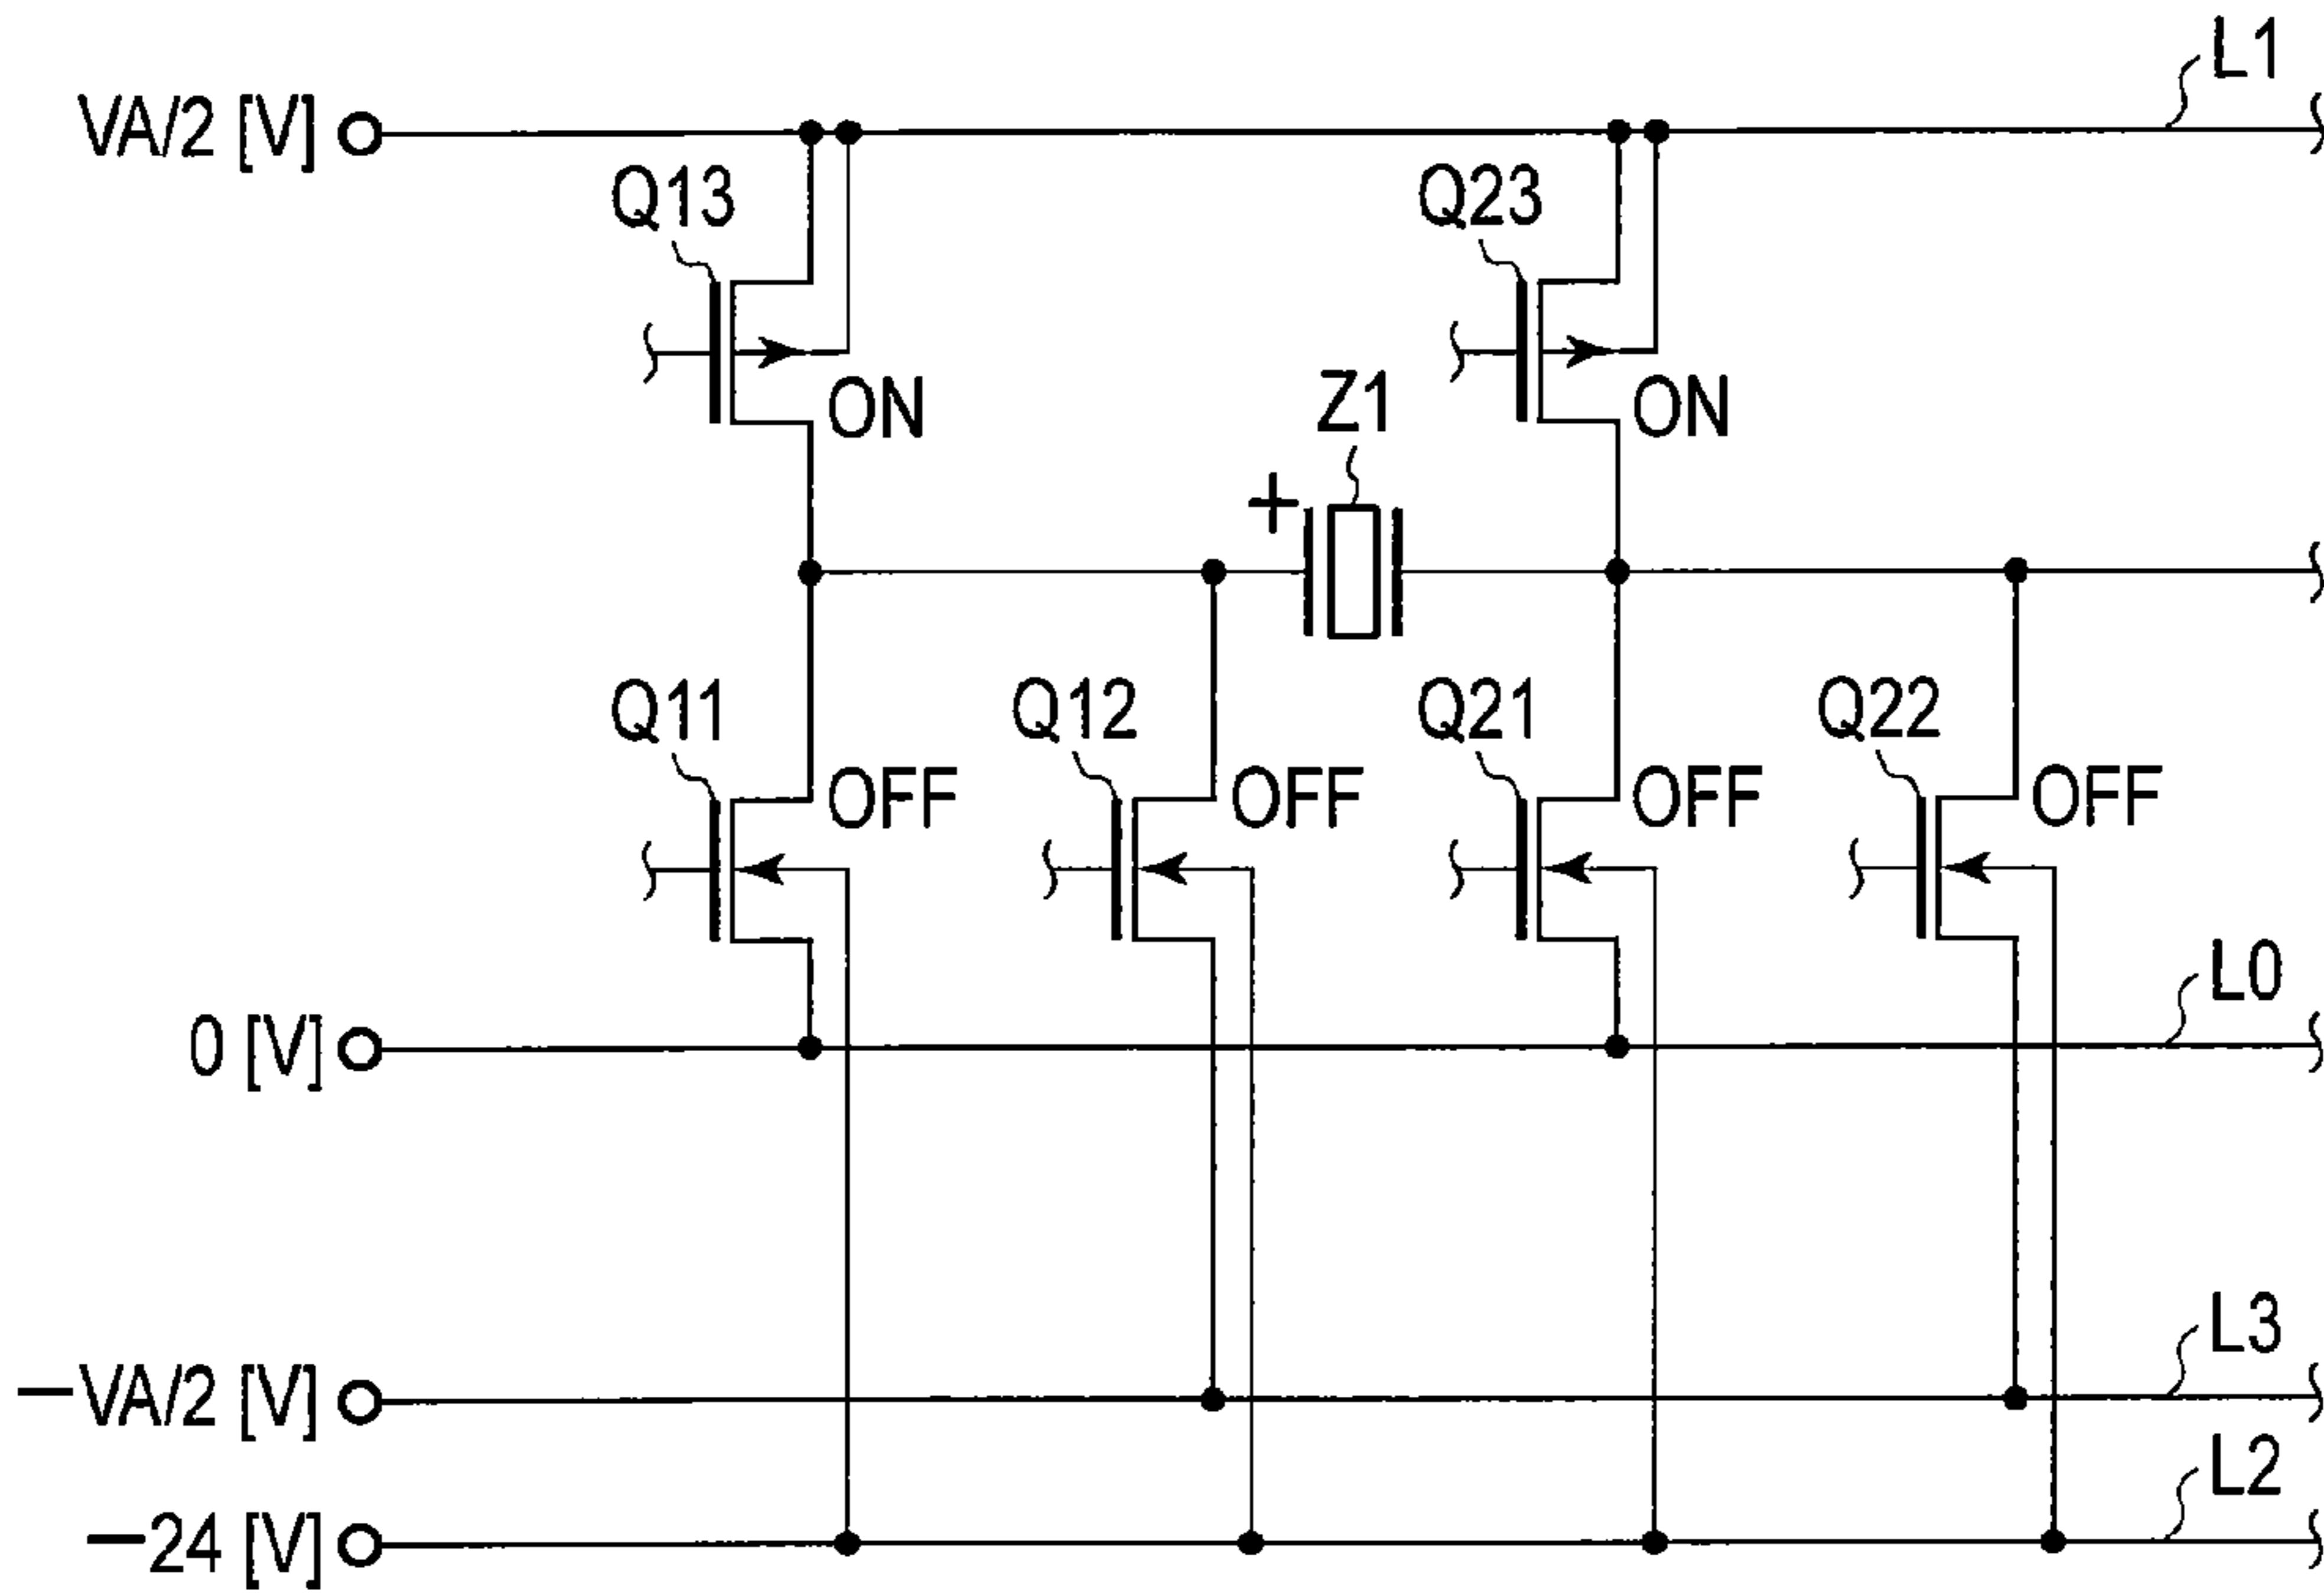 L1
VA/2 [V]
Q13
Q23
ON
Z1
ON
+
Q11
Q12
Q21
Q22
OFF
OFF
OFF
OFF
L0
0 [V]
L3
−VA/2 [V]
L2
−24 [V]